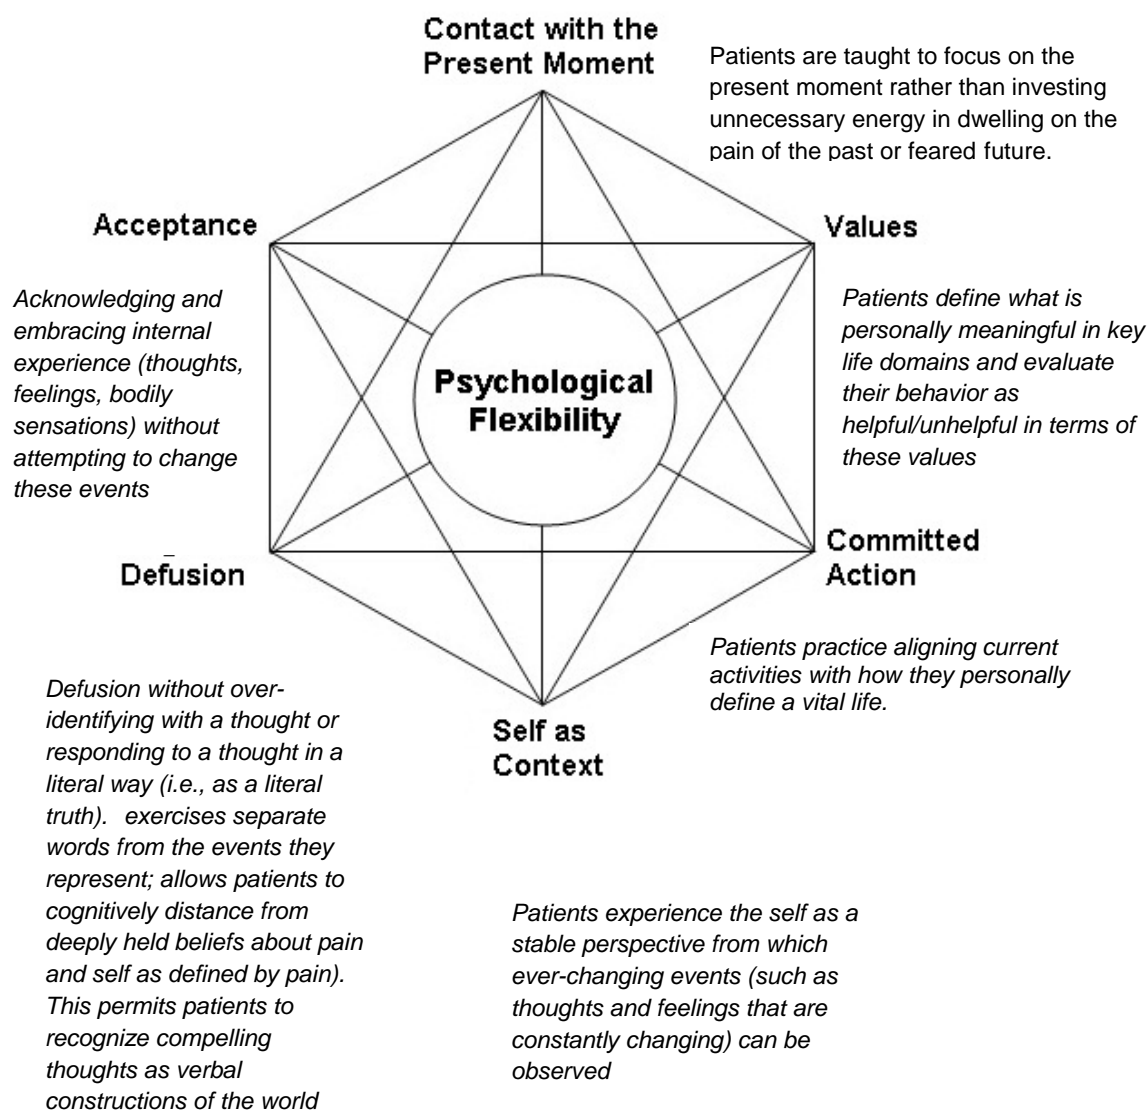 Contact with the
Present Moment
Patients are taught to focus on the
present moment rather than investing
unnecessary energy in dwelling on the
pain of the past or feared future.
Acceptance
Values
Acknowledging and
embracing internal
experience (thoughts,
feelings, bodily
sensations) without
attempting to change
these events
Psychological
Flexibility
Patients define what is
personally meaningful in key
life domains and evaluate
their behavior as
helpful/unhelpful in terms of
these values
Defusion
Committed
Action
Patients practice aligning current
activities with how they personally
define a vital life.
Defusion without over-
identifying with a thought or
responding to a thought in a
literal way (i.e., as a literal
truth).   exercises separate
words from the events they
represent; allows patients to
cognitively distance from
deeply held beliefs about pain
and self as defined by pain).
This permits patients to
recognize compelling
thoughts as verbal
constructions of the world
Self as
Context
Patients experience the self as a
stable perspective from which
ever-changing events (such as
thoughts and feelings that are
constantly changing) can be
observed